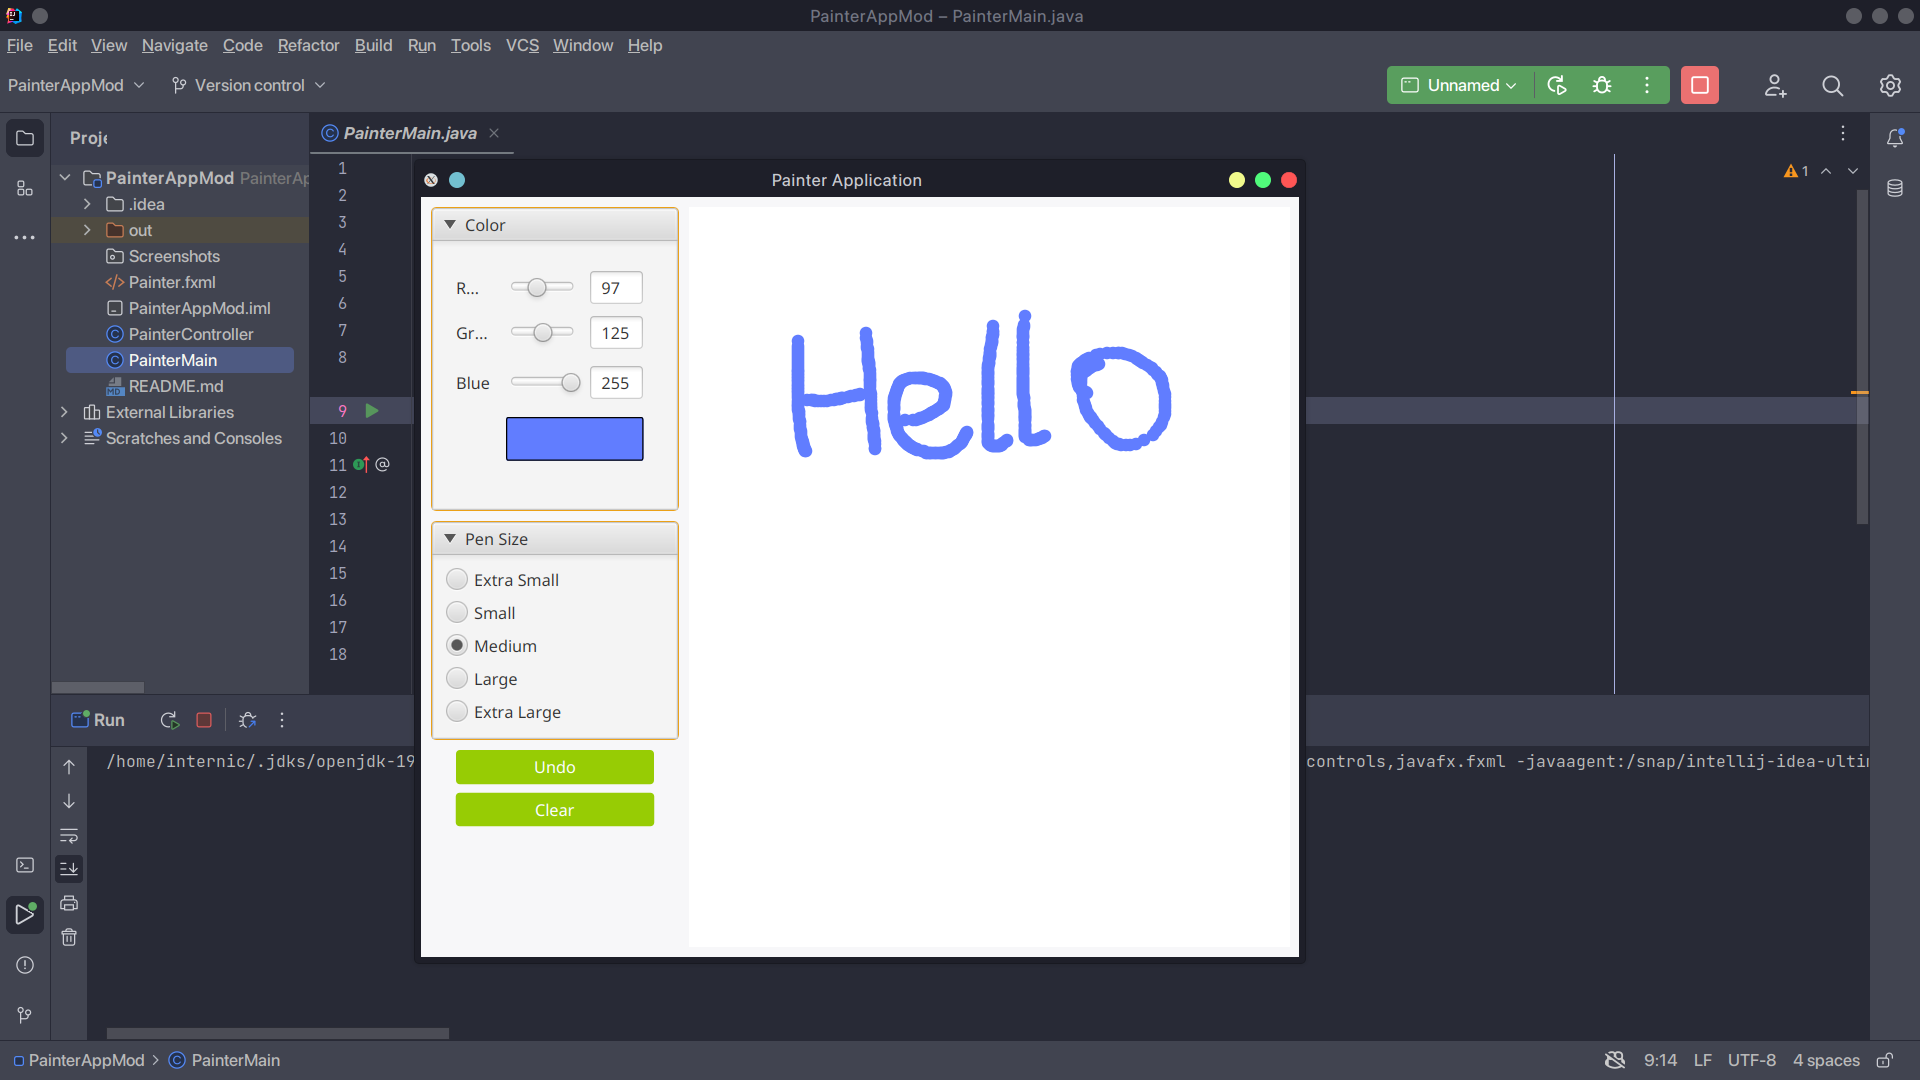 PainterAppMod – PainterMain.java
File Edit View Navigate Code Refactor Build Run Tools VCS Window Help
PainterAppMod Version control Unnamed
Proje
PainterMain.java
PainterAppMod PainterAp
.idea
out
Screenshots
Painter.fxml
PainterAppMod.iml
PainterController
PainterMain
README.md
External Libraries
Scratches and Consoles
1
2
3
4
5
6
7
8
9
10
11
12
13
14
15
16
17
18
1
Painter Application
Color
R... 97
Gr... 125
Blue 255
Pen Size
Extra Small
Small
Medium
Large
Extra Large
Undo
Clear
Hello
Run
/home/internic/.jdks/openjdk-19 controls,javafx.fxml -javaagent:/snap/intellij-idea-ultim
PainterAppMod > PainterMain 9:14 LF UTF-8 4 spaces